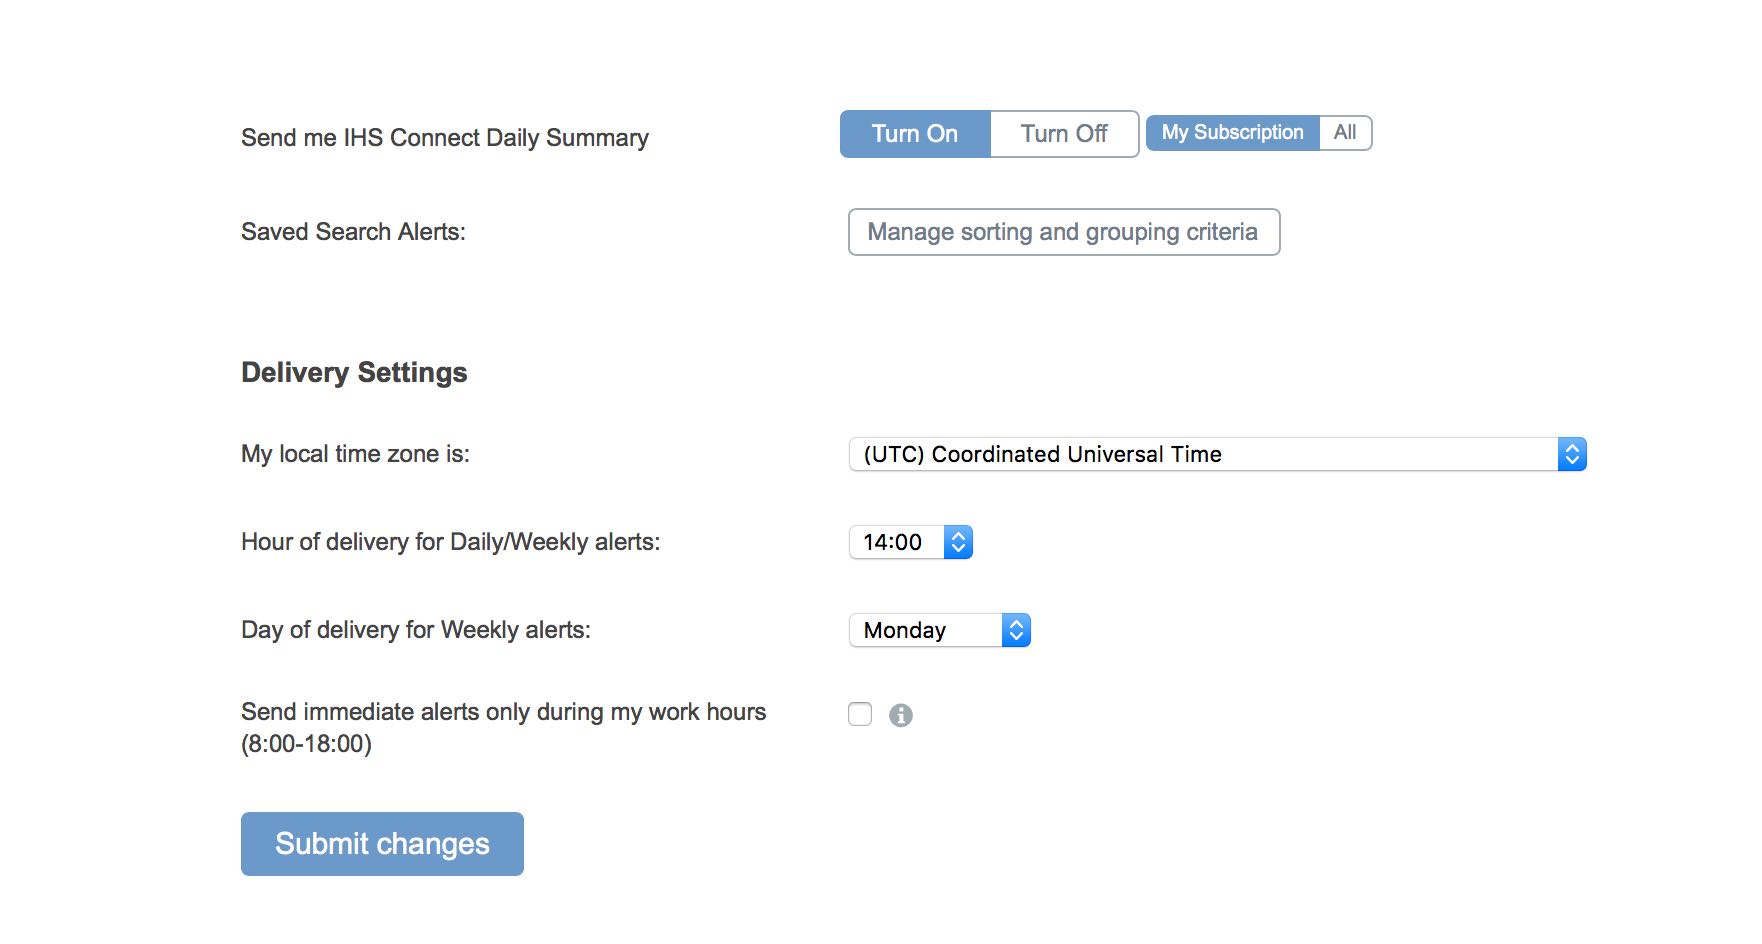 Send me IHS Connect Daily Summary Turn On Turn Off My Subscription All
Saved Search Alerts: Manage sorting and grouping criteria
Delivery Settings
My local time zone is: (UTC) Coordinated Universal Time
Hour of delivery for Daily/Weekly alerts: 14:00
Day of delivery for Weekly alerts: Monday
Send immediate alerts only during my work hours
(8:00-18:00)
Submit changes